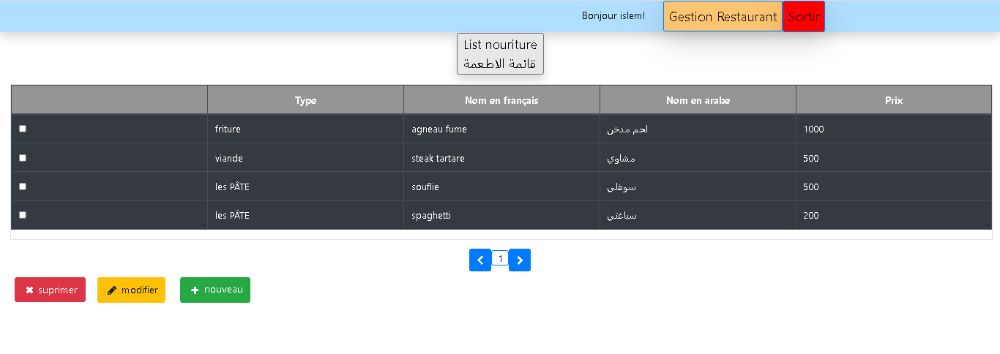 Bonjour islem! Gestion Restaurant Sortir
List nouriture
قائمة الاطعمة
Type Nom en français Nom en arabe Prix
friture agneau fume لحم مدخن 1000
viande steak tartare مشاوي 500
les PÂTE souflie سوفلي 500
les PÂTE spaghetti سباغتي 200
1
suprimer modifier nouveau